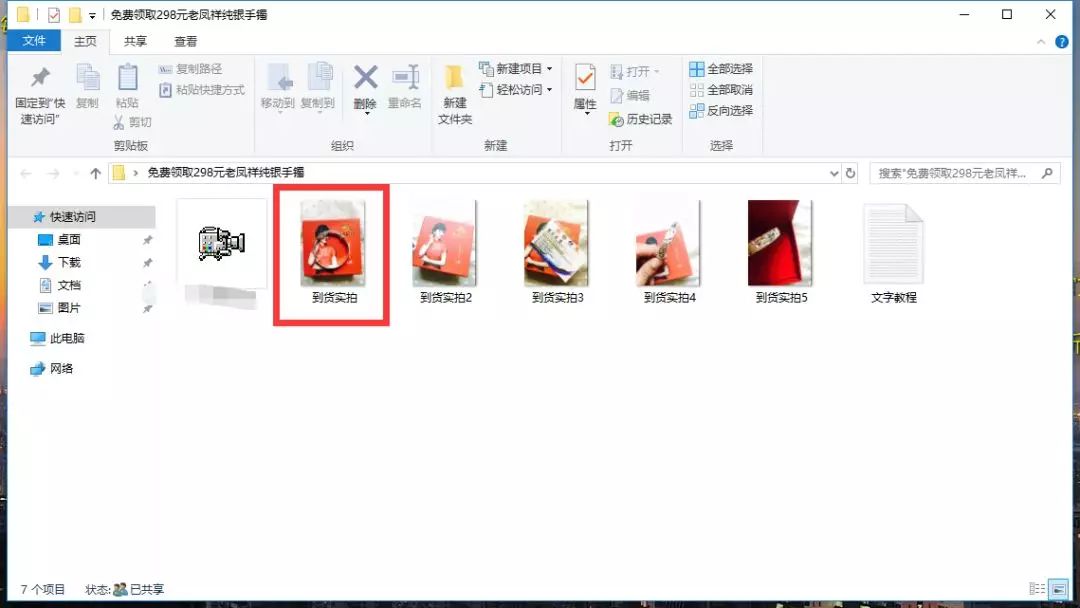 免费领取298元老凤祥纯银手镯
文件 主页 共享 查看
固定到"快速访问"
复制
粘贴
复制路径
粘贴快捷方式
剪切
剪贴板
移动到 复制到 删除 重命名
组织
新建文件夹
新建项目
轻松访问
新建
属性
打开
编辑
历史记录
打开
全部选择
全部取消
反向选择
选择
免费领取298元老凤祥纯银手镯
搜索"免费领取298元老凤祥...
快速访问
桌面
下载
文档
图片
此电脑
网络
到货实拍 到货实拍2 到货实拍3 到货实拍4 到货实拍5 文字教程
7 个项目 状态: 已共享